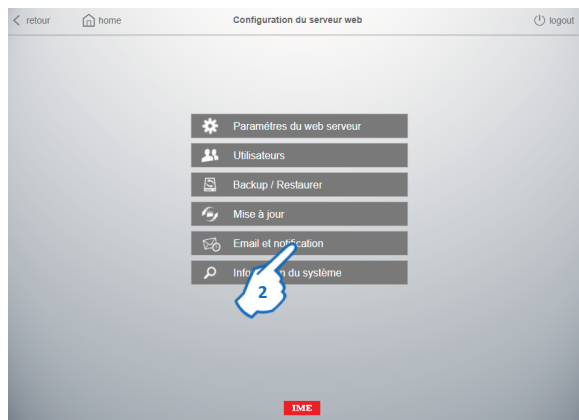 retour
home
Configuration du serveur web
logout
Paramétres du web serveur
Utilisateurs
Backup / Restaurer
Mise à jour
Email et notification
du système
2
IME